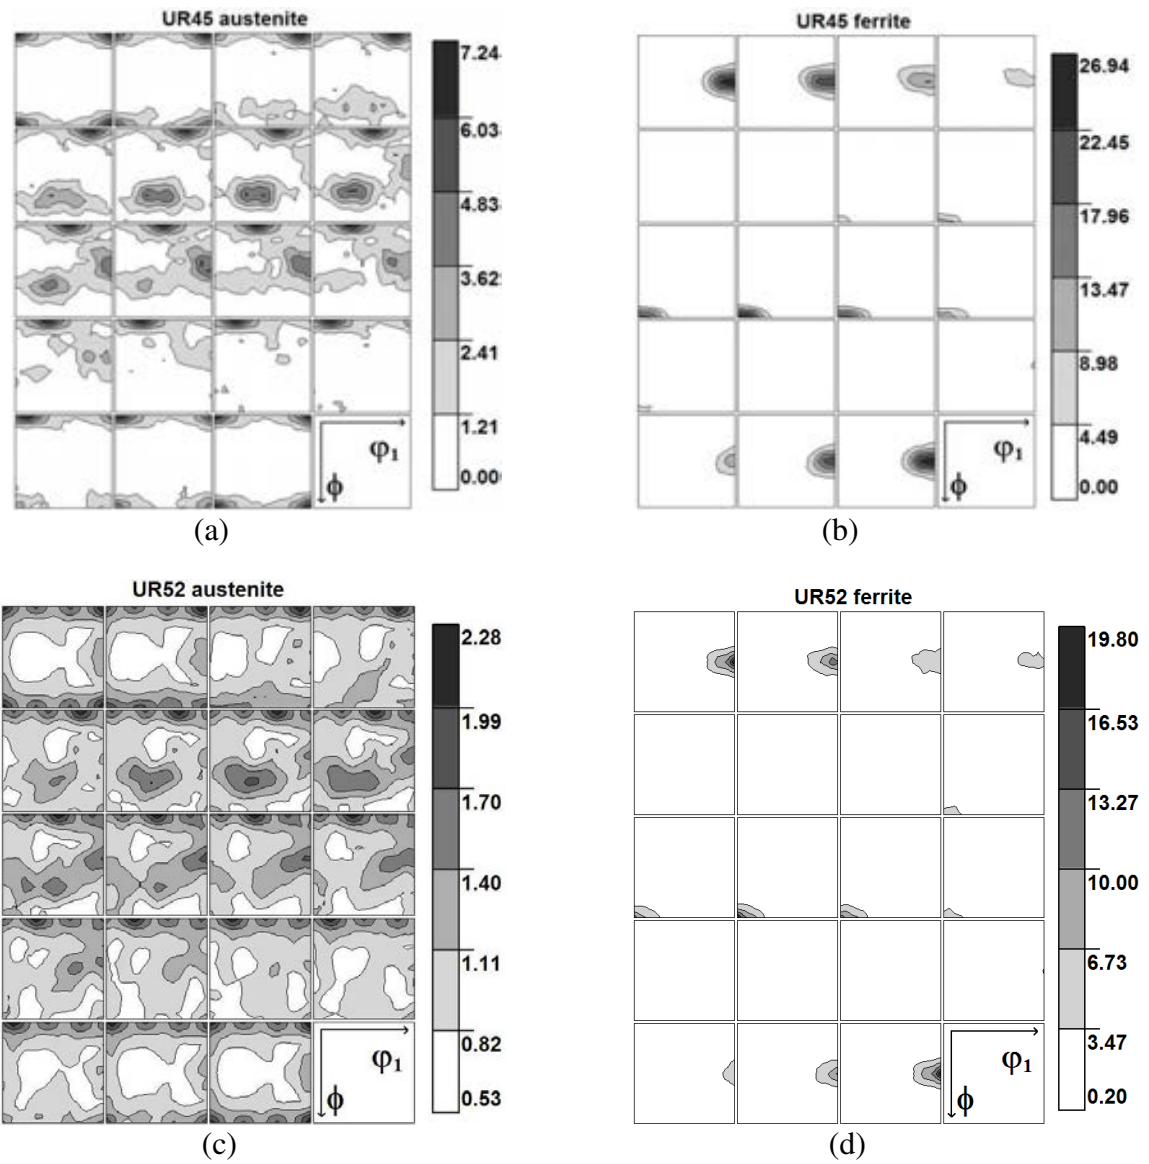 UR45 austenite
7.24
6.03
4.83
3.62
2.41
1.21
0.00
φ1
ϕ
(a)
UR45 ferrite
26.94
22.45
17.96
13.47
8.98
4.49
0.00
φ1
ϕ
(b)
UR52 austenite
2.28
1.99
1.70
1.40
1.11
0.82
0.53
φ1
ϕ
(c)
UR52 ferrite
19.80
16.53
13.27
10.00
6.73
3.47
0.20
φ1
ϕ
(d)